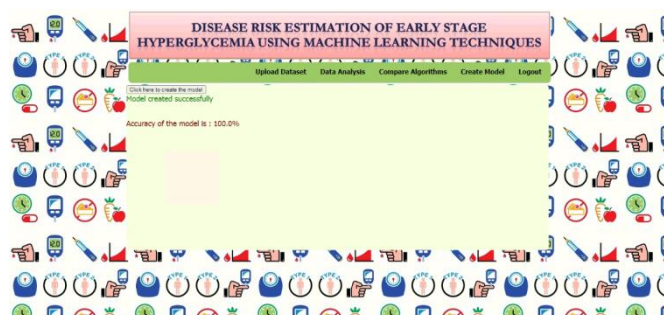 DISEASE RISK ESTIMATION OF EARLY STAGE
HYPERGLYCEMIA USING MACHINE LEARNING TECHNIQUES
Upload Dataset Data Analysis Compare Algorithms Create Model Logout
Click here to create the model
Model created successfully
Accuracy of the model is : 100.0%